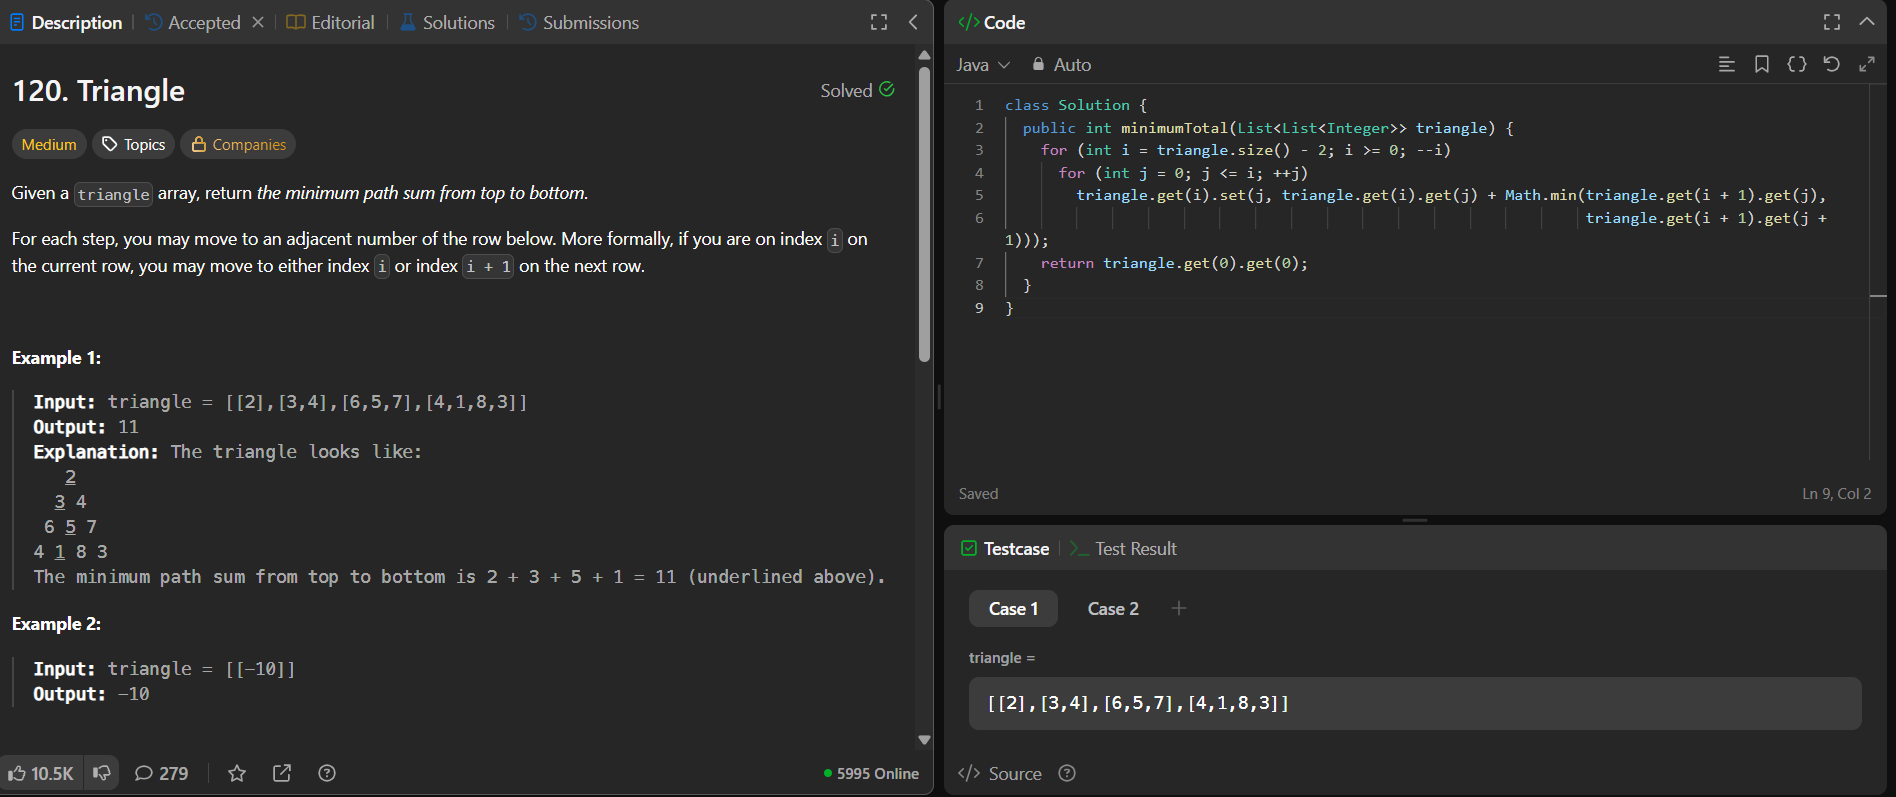 Description
Accepted
Editorial
Solutions
Submissions
120. Triangle
Solved
Medium
Topics
Companies
Given a triangle array, return the minimum path sum from top to bottom.
For each step, you may move to an adjacent number of the row below. More formally, if you are on index i on
the current row, you may move to either index i or index i + 1 on the next row.
Example 1:
Input: triangle = [[2],[3,4],[6,5,7],[4,1,8,3]]
Output: 11
Explanation: The triangle looks like:
2
3 4
6 5 7
4 1 8 3
The minimum path sum from top to bottom is 2 + 3 + 5 + 1 = 11 (underlined above).
Example 2:
Input: triangle = [[-10]]
Output: -10
10.5K
279
5995 Online
</> Code
Java
Auto
1 class Solution {
2 public int minimumTotal(List<List<Integer>> triangle) {
3 for (int i = triangle.size() - 2; i >= 0; --i)
4 for (int j = 0; j <= i; ++j)
5 triangle.get(i).set(j, triangle.get(i).get(j) + Math.min(triangle.get(i + 1).get(j),
6 triangle.get(i + 1).get(j +
1)));
7 return triangle.get(0).get(0);
8 }
9 }
Saved
Ln 9, Col 2
Testcase
Test Result
Case 1
Case 2
triangle =
[[2],[3,4],[6,5,7],[4,1,8,3]]
</> Source